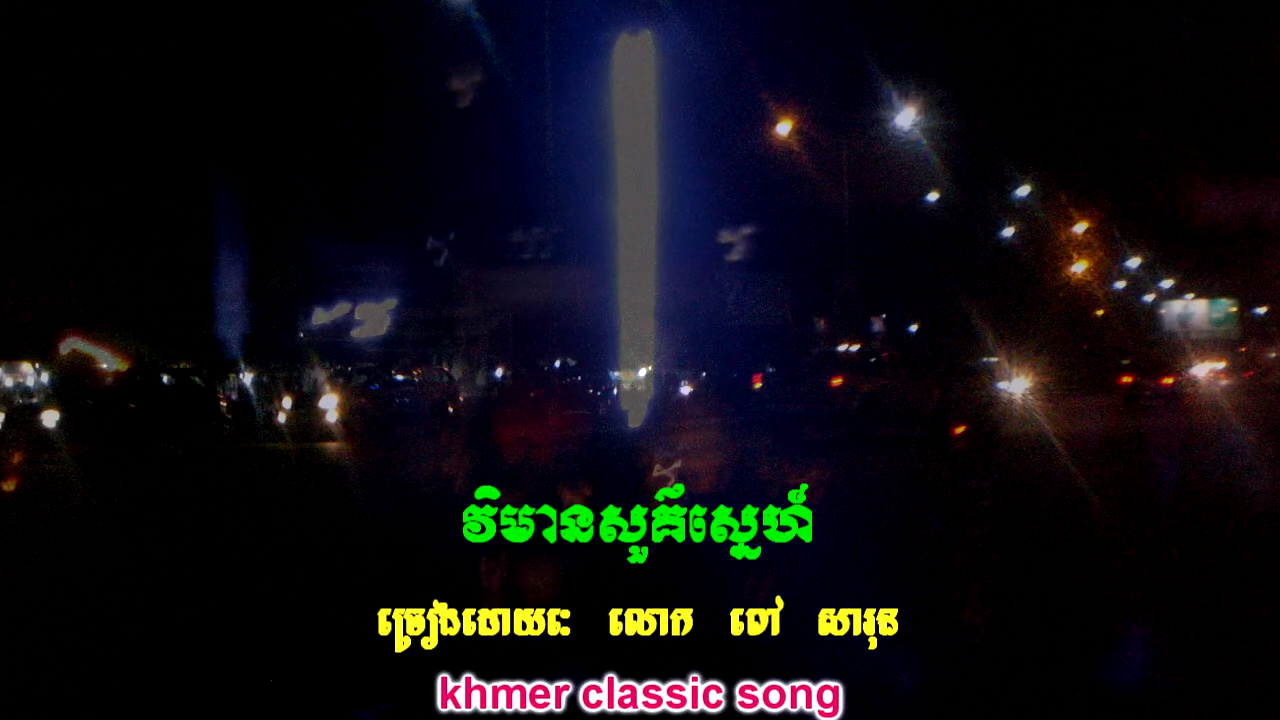 វិមានសួគ៌ស្នេហ៍
ច្រៀងដោយ៖ លោក ទៅ សារុន
khmer classic song